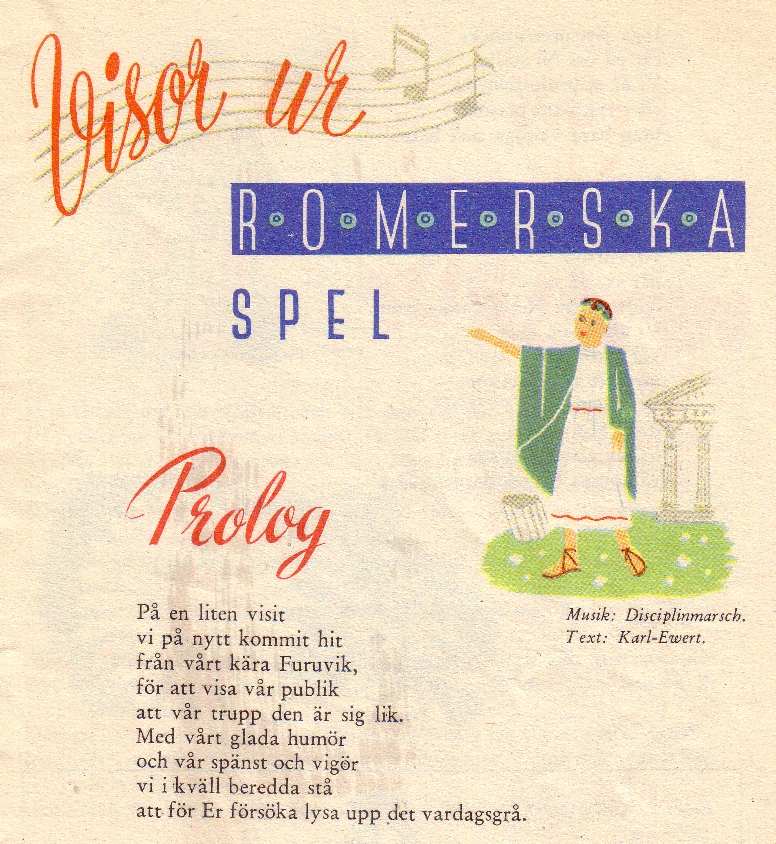 Visor ur
ROMERSKA
SPEL
Prolog
På en liten visit
vi på nytt kommit hit
från vårt kära Furuvik,
för att visa vår publik
att vår trupp den är sig lik.
Med vårt glada humör
och vår spänst och vigör
vi i kväll beredda stå
att för Er försöka lysa upp det vardagsgrå.
Musik: Disciplinmarsch.
Text: Karl-Ewert.